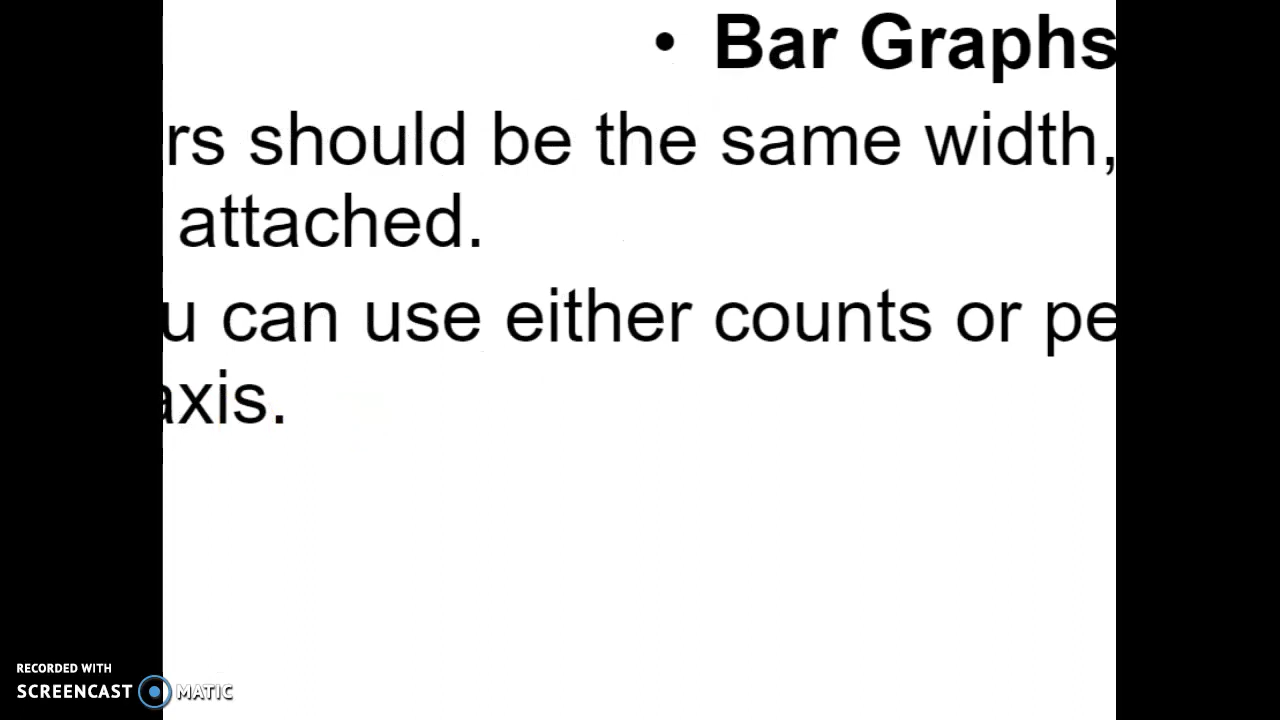 • Bar Graphs
rs should be the same width,
attached.
u can use either counts or pe
axis.
RECORDED WITH
SCREENCAST MATIC